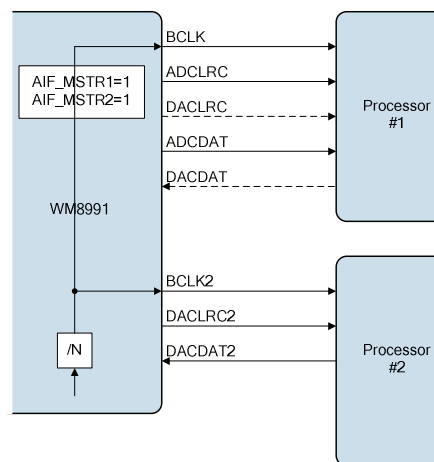 BCLK
AIF_MSTR1=1
AIF_MSTR2=1
ADCLRC
DACLRC
ADCDAT
DACDAT
Processor
#1
WM8991
BCLK2
DACLRC2
DACDAT2
/N
Processor
#2